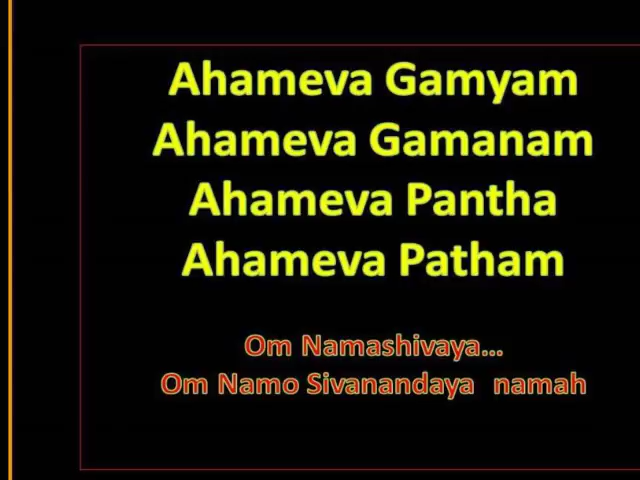 Ahameva Gamyam
Ahameva Gamanam
Ahameva Pantha
Ahameva Patham
Om Namashivaya...
Om Namo Sivanandaya namah